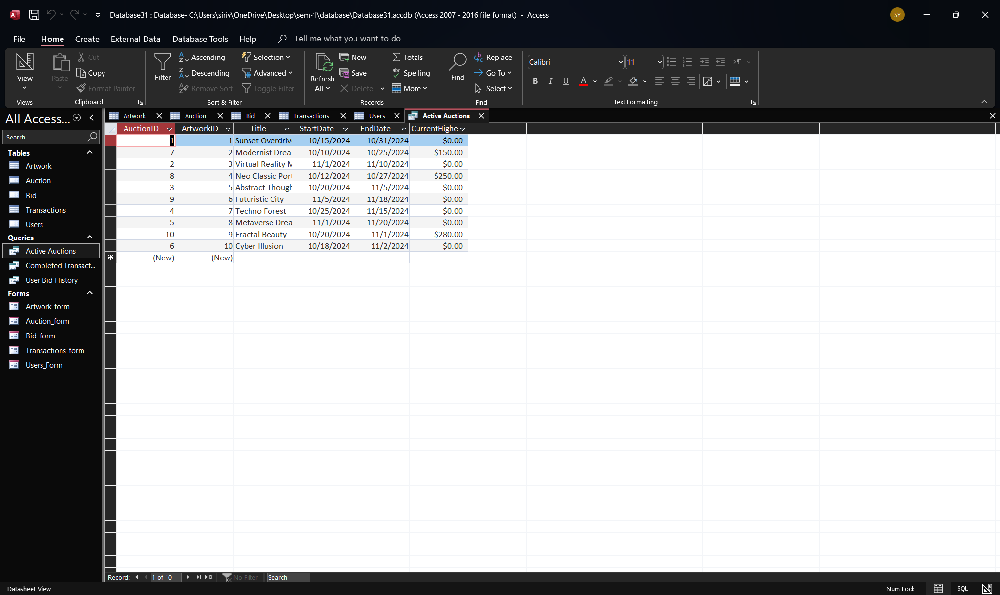 Database31 : Database- C:\Users\siriy\OneDrive\Desktop\sem-1\database\Database31.accdb (Access 2007 - 2016 file format) - Access
SY
File Home Create External Data Database Tools Help Tell me what you want to do
View
Views
Paste
Cut
Copy
Format Painter
Clipboard
Filter
Ascending
Descending
Remove Sort
Selection
Advanced
Toggle Filter
Sort & Filter
Refresh
All
New
Save
Delete
Totals
Spelling
More
Records
Find
Replace
Go To
Select
Find
Calibri 11
B I U A
Text Formatting
All Access...
Search...
Tables
Artwork
Auction
Bid
Transactions
Users
Queries
Active Auctions
Completed Transact...
User Bid History
Forms
Artwork_form
Auction_form
Bid_form
Transactions_form
Users_Form
Artwork Auction Bid Transactions Users Active Auctions
AuctionID ArtworkID Title StartDate EndDate CurrentHighe
1 1 Sunset Overdriv 10/15/2024 10/31/2024 $0.00
7 2 Modernist Drea 10/10/2024 10/25/2024 $150.00
2 3 Virtual Reality M 11/1/2024 11/10/2024 $0.00
8 4 Neo Classic Port 10/12/2024 10/27/2024 $250.00
3 5 Abstract Though 10/20/2024 11/5/2024 $0.00
9 6 Futuristic City 11/5/2024 11/18/2024 $0.00
4 7 Techno Forest 10/25/2024 11/15/2024 $0.00
5 8 Metaverse Drea 11/1/2024 11/20/2024 $0.00
10 9 Fractal Beauty 10/20/2024 11/1/2024 $280.00
6 10 Cyber Illusion 10/18/2024 11/2/2024 $0.00
(New) (New)
Record: 1 of 10 No Filter Search
Datasheet View
Num Lock SQL